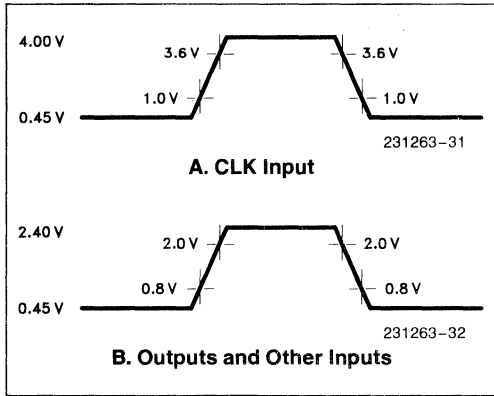 4.00 V
3.6 V 3.6 V
1.0 V 1.0 V
0.45 V
231263-31
A. CLK Input
2.40 V
2.0 V 2.0 V
0.8 V 0.8 V
0.45 V
231263-32
B. Outputs and Other Inputs